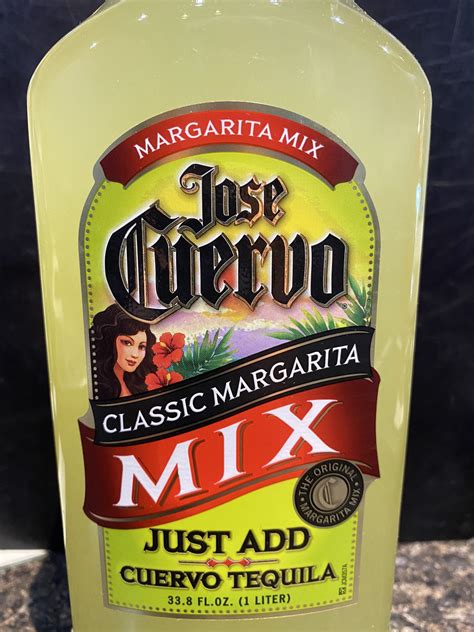 MARGARITA MIX
Jose
Cuervo
CLASSIC MARGARITA
MIX
THE ORIGINAL
MARGARITA MIX
JUST ADD
CUERVO TEQUILA
33.8 FL.OZ. (1 LITER)